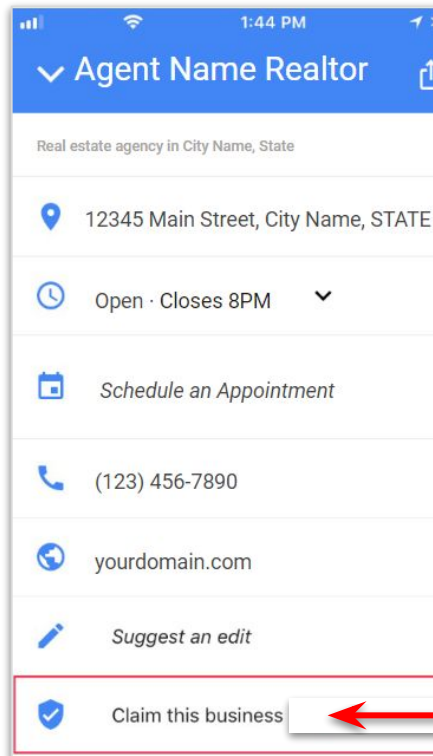 1:44 PM
Agent Name Realtor
Real estate agency in City Name, State
12345 Main Street, City Name, STATE
Open · Closes 8PM
Schedule an Appointment
(123) 456-7890
yourdomain.com
Suggest an edit
Claim this business